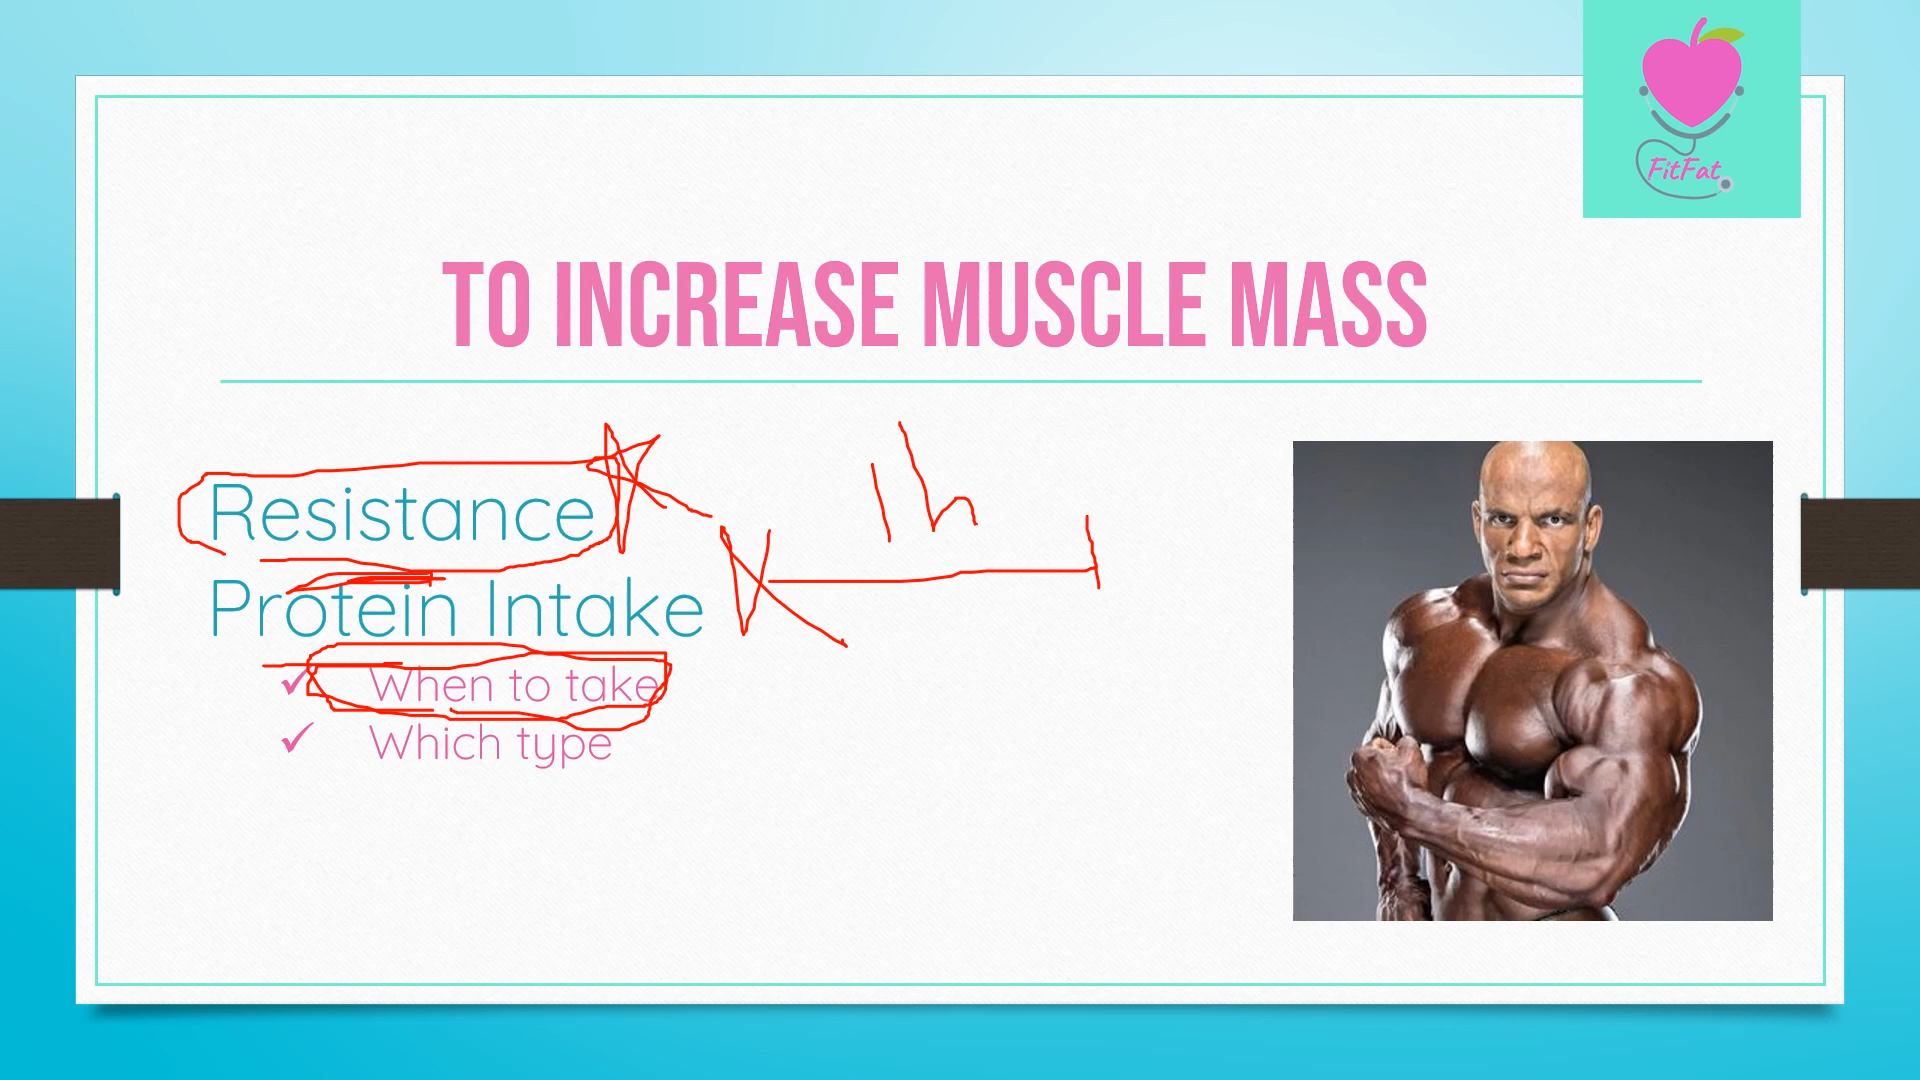 FitFat
TO INCREASE MUSCLE MASS
1h
Resistance
Protein Intake
✓ When to take
✓ Which type